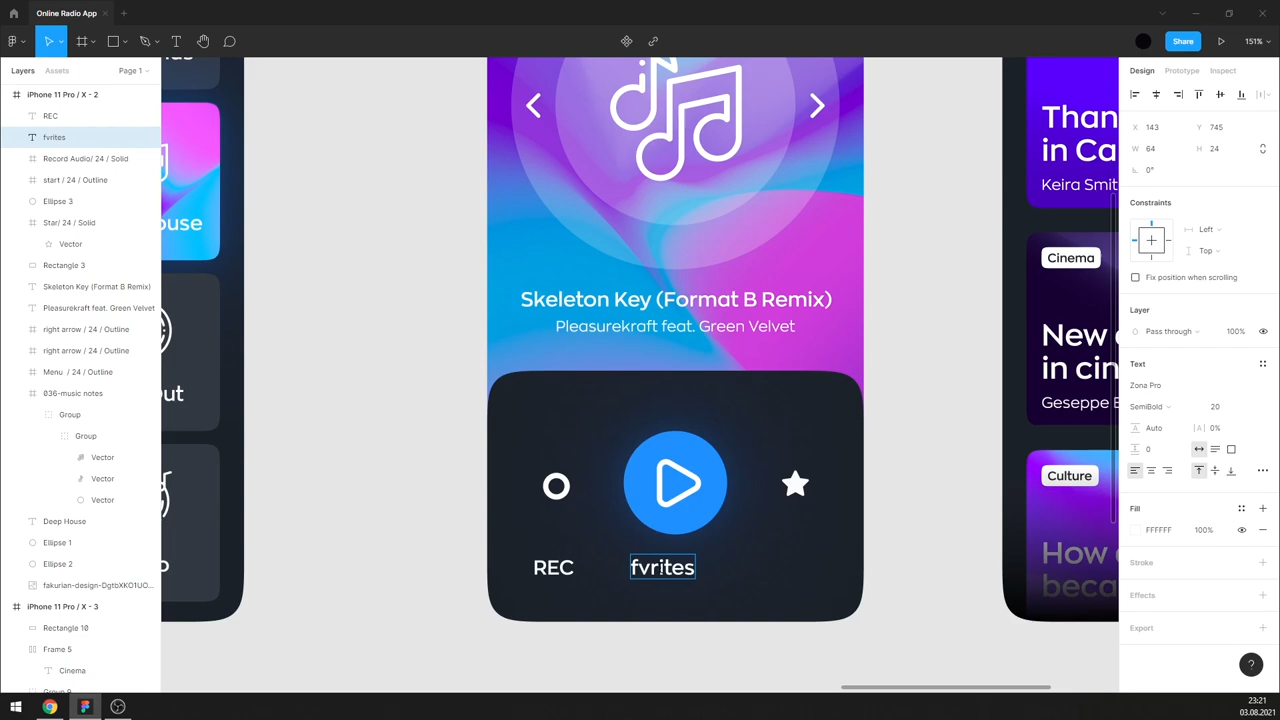 Online Radio App
Share
151%
Layers
Assets
Page 1
Design
Prototype
Inspect
iPhone 11 Pro / X - 2
REC
fvrites
Record Audio/ 24 / Solid
start / 24 / Outline
Ellipse 3
Star/ 24 / Solid
Vector
Rectangle 3
Skeleton Key (Format B Remix)
Pleasurekraft feat. Green Velvet
right arrow / 24 / Outline
right arrow / 24 / Outline
Menu / 24 / Outline
036-music notes
Group
Group
Vector
Vector
Vector
Deep House
Ellipse 1
Ellipse 2
fakurian-design-DgtbXKO1UO...
iPhone 11 Pro / X - 3
Rectangle 10
Frame 5
Cinema
ouse
out
Skeleton Key (Format B Remix)
Pleasurekraft feat. Green Velvet
REC
fvrites
Than
in Ca
Keira Smit
Cinema
New
in cin
Geseppe
Culture
How
beca
X 143
Y 745
W 64
H 24
0°
Constraints
Left
Top
Fix position when scrolling
Layer
Pass through
100%
Text
Zona Pro
SemiBold
20
A Auto
|A| 0%
0
Fill
FFFFFF
100%
Stroke
Effects
Export
?
23:21
03.08.2021